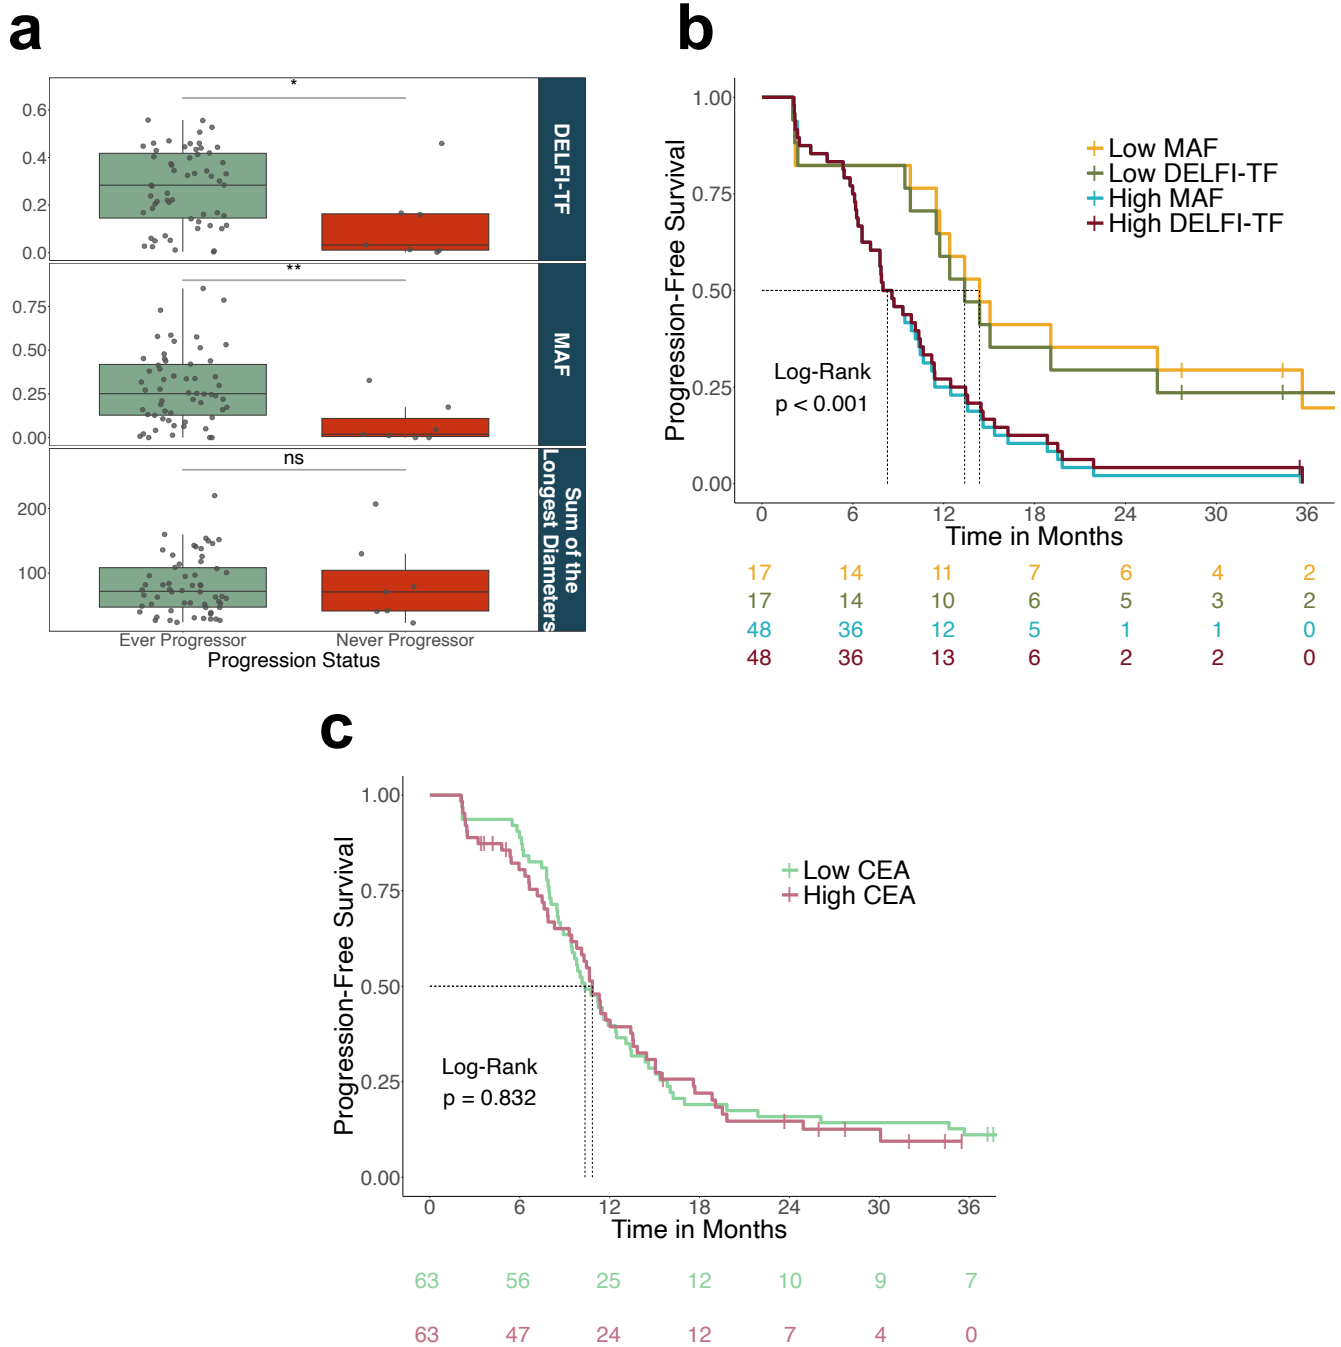 a
*
0.6
0.4
0.2
0.0
DELFI-TF
**
0.75
0.50
0.25
0.00
MAF
ns
200
100
Sum of the
Longest Diameters
Ever Progressor Never Progressor
Progression Status
b
1.00
0.75
0.50
0.25
0.00
Progression-Free Survival
Low MAF
Low DELFI-TF
High MAF
High DELFI-TF
Log-Rank
p < 0.001
0 6 12 18 24 30 36
Time in Months
17 14 11 7 6 4 2
17 14 10 6 5 3 2
48 36 12 5 1 1 0
48 36 13 6 2 2 0
c
1.00
0.75
0.50
0.25
0.00
Progression-Free Survival
Low CEA
High CEA
Log-Rank
p = 0.832
0 6 12 18 24 30 36
Time in Months
63 56 25 12 10 9 7
63 47 24 12 7 4 0